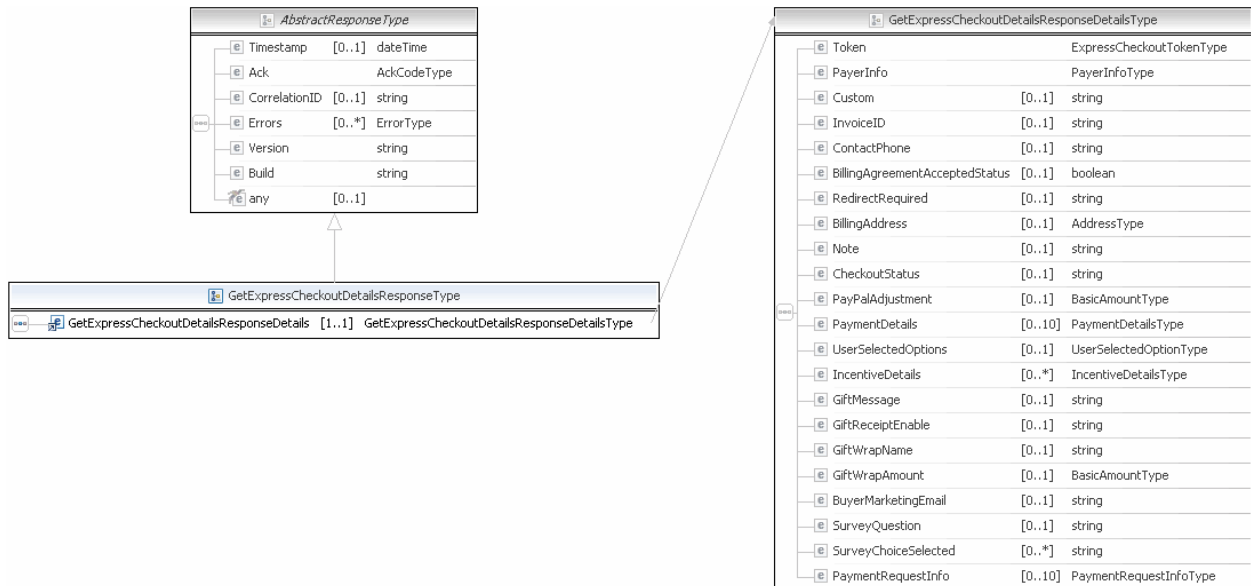 AbstractResponseType
e Timestamp [0..1] dateTime
e Ack AckCodeType
e CorrelationID [0..1] string
e Errors [0..*] ErrorType
e Version string
e Build string
e any [0..1]
GetExpressCheckoutDetailsResponseType
e GetExpressCheckoutDetailsResponseDetails [1..1] GetExpressCheckoutDetailsResponseDetailsType
GetExpressCheckoutDetailsResponseDetailsType
e Token ExpressCheckoutTokenType
e PayerInfo PayerInfoType
e Custom [0..1] string
e InvoiceID [0..1] string
e ContactPhone [0..1] string
e BillingAgreementAcceptedStatus [0..1] boolean
e RedirectRequired [0..1] string
e BillingAddress [0..1] AddressType
e Note [0..1] string
e CheckoutStatus [0..1] string
e PayPalAdjustment [0..1] BasicAmountType
e PaymentDetails [0..10] PaymentDetailsType
e UserSelectedOptions [0..1] UserSelectedOptionType
e IncentiveDetails [0..*] IncentiveDetailsType
e GiftMessage [0..1] string
e GiftReceiptEnable [0..1] string
e GiftWrapName [0..1] string
e GiftWrapAmount [0..1] BasicAmountType
e BuyerMarketingEmail [0..1] string
e SurveyQuestion [0..1] string
e SurveyChoiceSelected [0..*] string
e PaymentRequestInfo [0..10] PaymentRequestInfoType